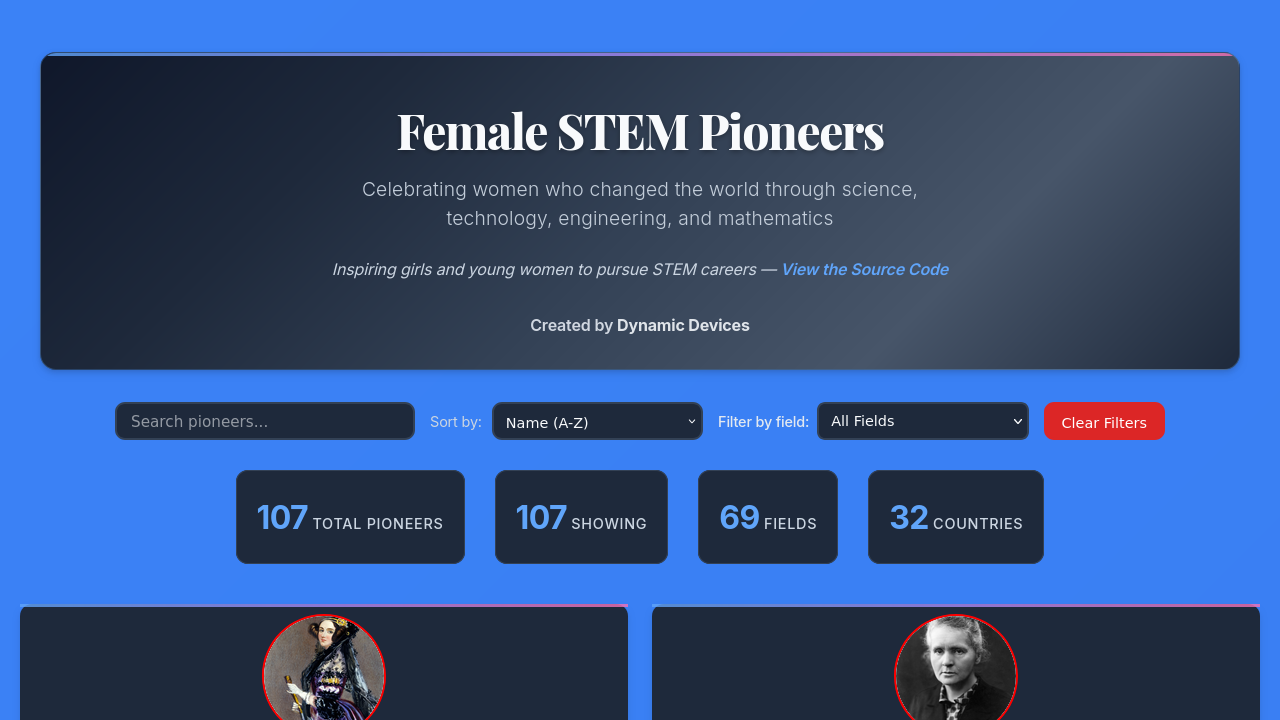 Female STEM Pioneers
Celebrating women who changed the world through science,
technology, engineering, and mathematics
Inspiring girls and young women to pursue STEM careers — View the Source Code
Created by Dynamic Devices
Search pioneers...
Sort by:
Name (A-Z)
Filter by field:
All Fields
Clear Filters
107 TOTAL PIONEERS
107 SHOWING
69 FIELDS
32 COUNTRIES